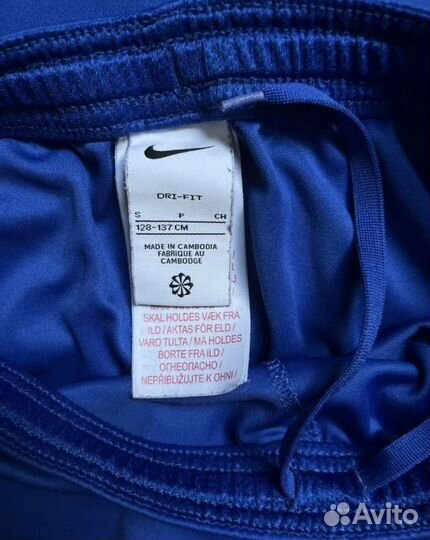 DRI-FIT
S P CH
128-137 CM
MADE IN CAMBODIA
FABRIQUE AU
CAMBODGE
SKAL HOLDES VÆK FRA
ILD / AKTAS FÖR ELD /
VARO TULTA / MÅ HOLDES
BORTE FRA ILD /
ОГНЕОПАСНО /
NEPŘIBLIŽUJTE K OHNI /
Avito